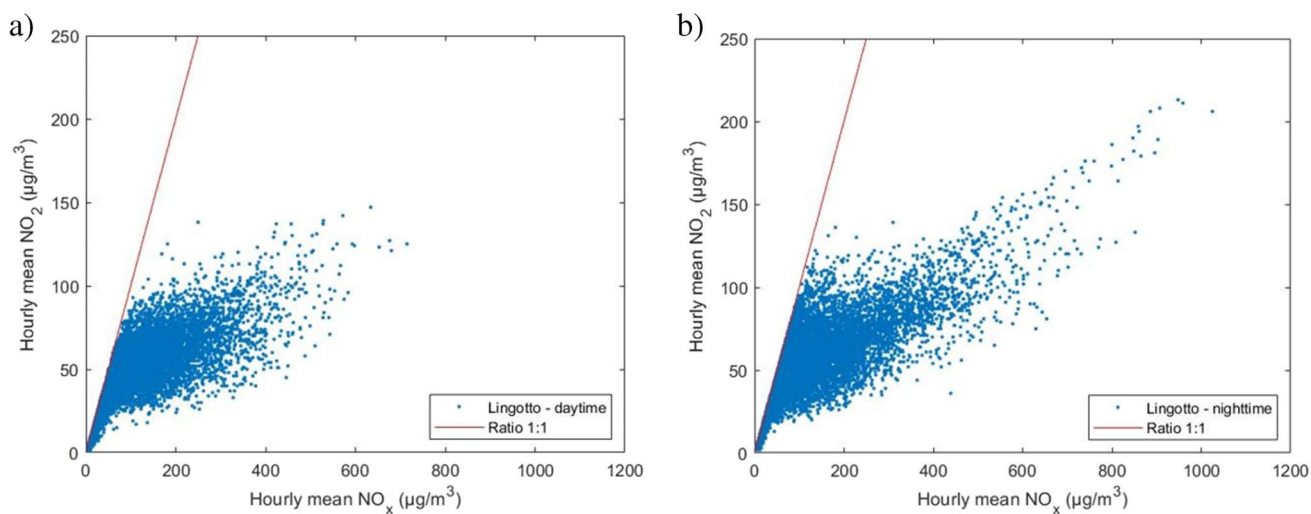 a)
250
200
150
100
50
0
Hourly mean NO₂ (µg/m³)
0 200 400 600 800 1000 1200
Hourly mean NOₓ (µg/m³)
Lingotto - daytime
Ratio 1:1
b)
250
200
150
100
50
0
Hourly mean NO₂ (µg/m³)
0 200 400 600 800 1000 1200
Hourly mean NOₓ (µg/m³)
Lingotto - nighttime
Ratio 1:1